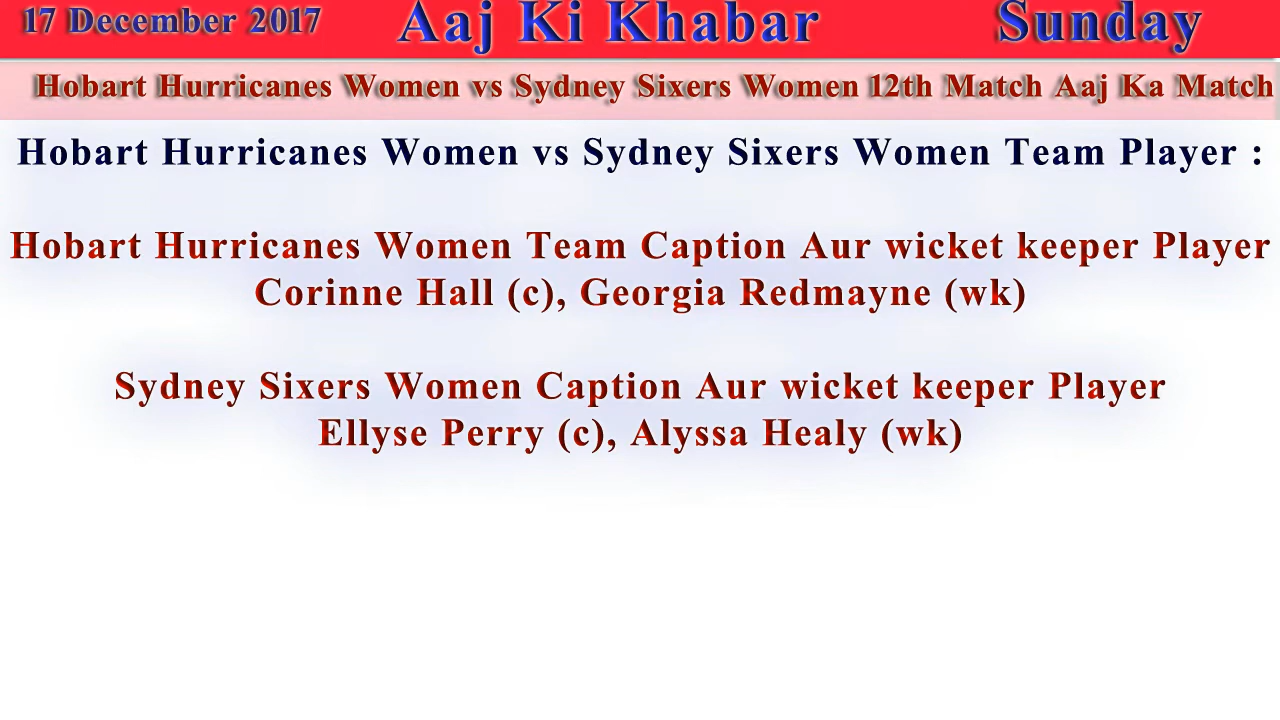 17 December 2017 Aaj Ki Khabar Sunday
Hobart Hurricanes Women vs Sydney Sixers Women 12th Match Aaj Ka Match
Hobart Hurricanes Women vs Sydney Sixers Women Team Player :
Hobart Hurricanes Women Team Caption Aur wicket keeper Player
Corinne Hall (c), Georgia Redmayne (wk)
Sydney Sixers Women Caption Aur wicket keeper Player
Ellyse Perry (c), Alyssa Healy (wk)